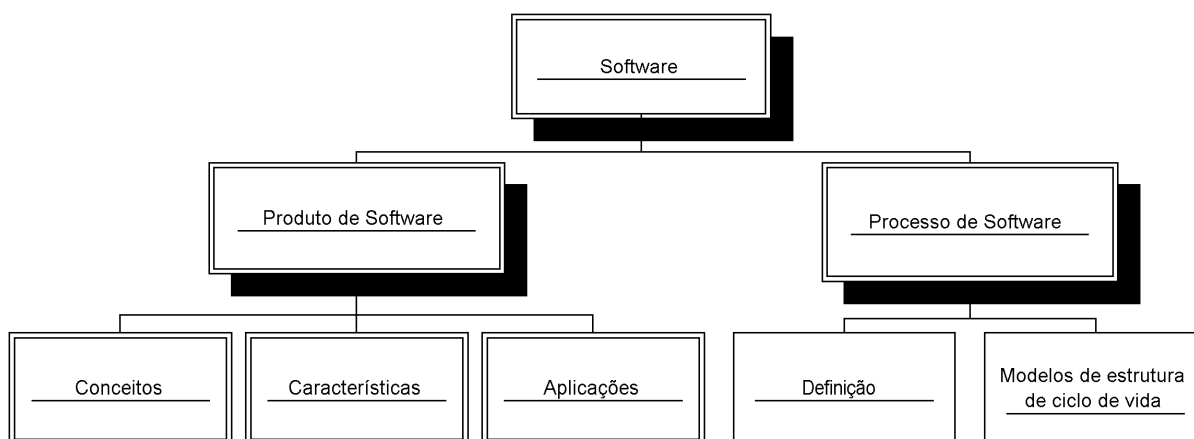 Software
Produto de Software
Processo de Software
Conceitos
Características
Aplicações
Definição
Modelos de estrutura
de ciclo de vida